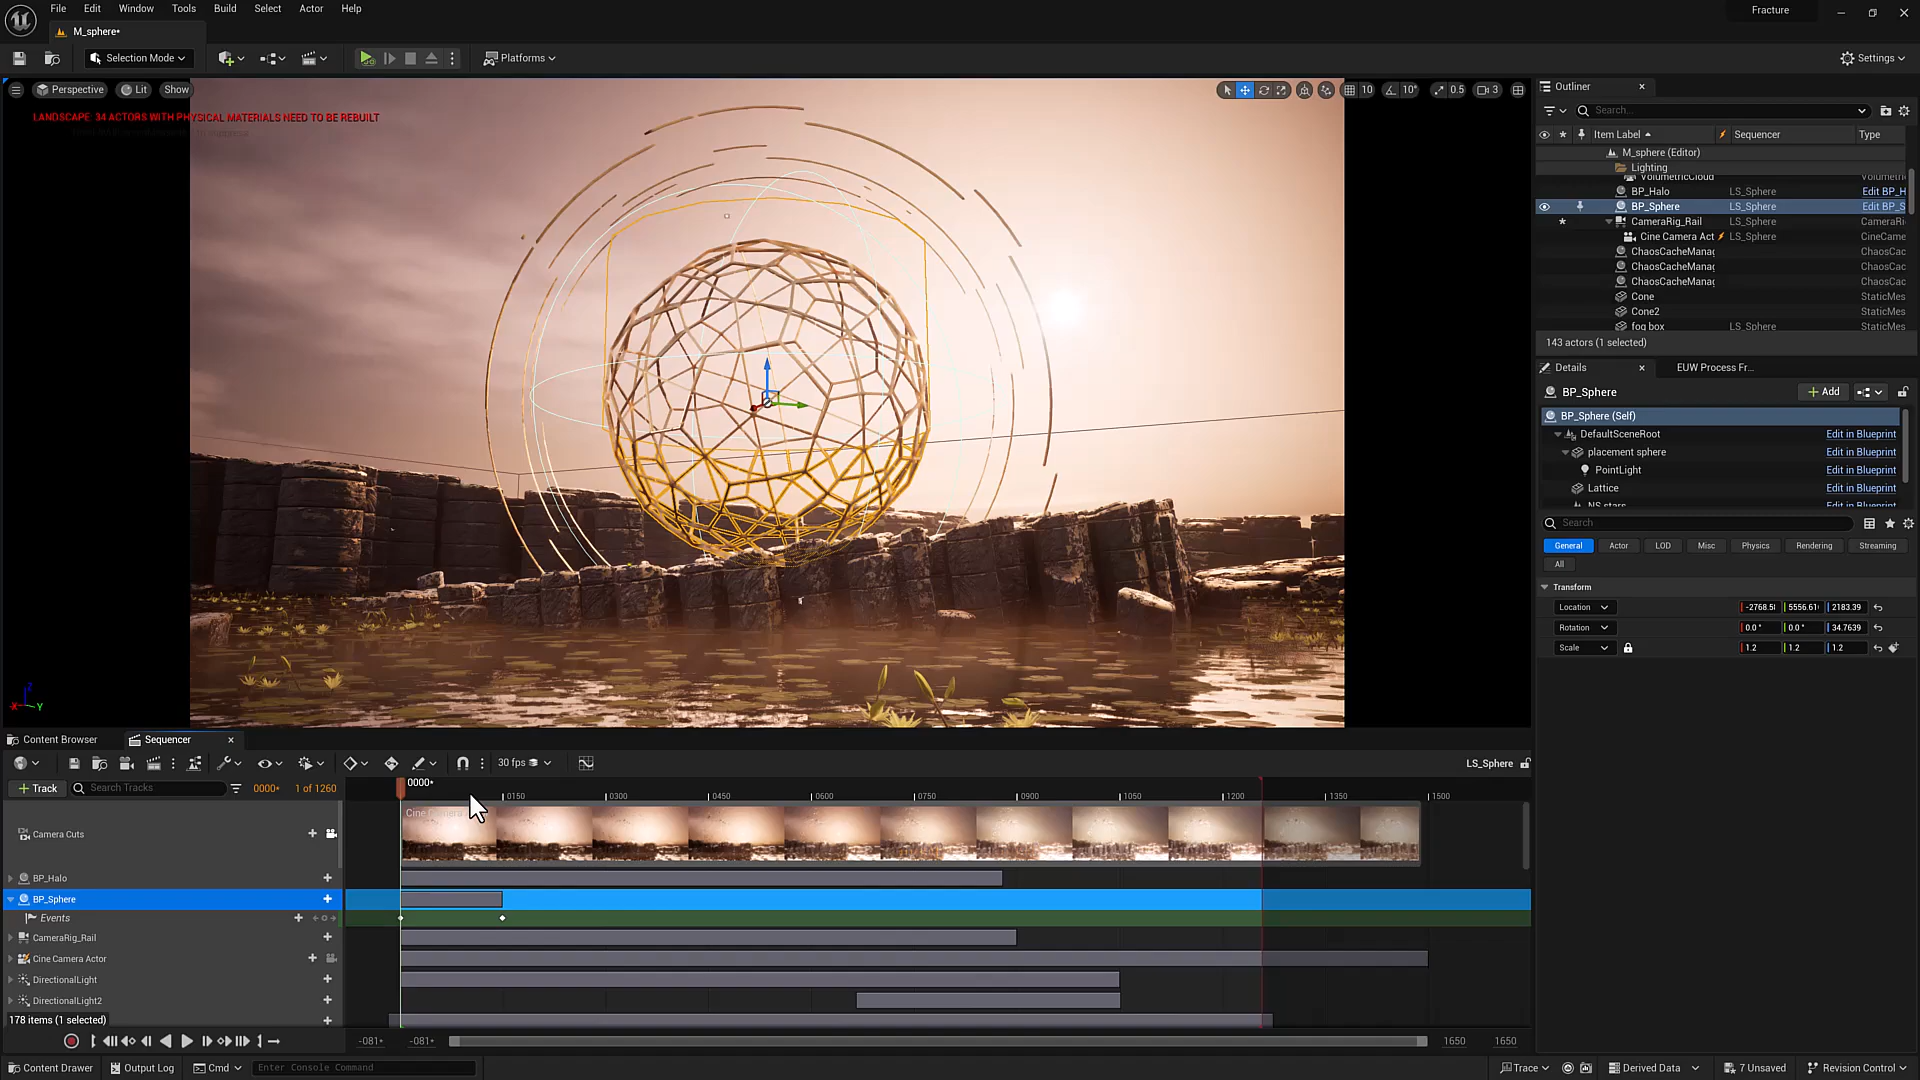 File Edit Window Tools Build Select Actor Help
Fracture
M_sphere*
Selection Mode
Platforms
Settings
Perspective Lit Show
10 10° 0.5 3
LANDSCAPE: 34 ACTORS WITH PHYSICAL MATERIALS NEED TO BE REBUILT
Outliner
Search...
Item Label Sequencer Type
M_sphere (Editor)
Lighting
VolumetricCloud
BP_Halo LS_Sphere Edit BP_H
BP_Sphere LS_Sphere Edit BP_S
CameraRig_Rail LS_Sphere CameraRi
Cine Camera Act LS_Sphere CineCame
ChaosCacheManag ChaosCac
ChaosCacheManag ChaosCac
ChaosCacheManag ChaosCac
Cone StaticMes
Cone2 StaticMes
fog box LS_Sphere StaticMes
143 actors (1 selected)
Details EUW Process Fr...
BP_Sphere Add
BP_Sphere (Self)
DefaultSceneRoot Edit in Blueprint
placement sphere Edit in Blueprint
PointLight Edit in Blueprint
Lattice Edit in Blueprint
NS stars
Search
General Actor LOD Misc Physics Rendering Streaming
All
Transform
Location -2768.5 5556.61 2183.39
Rotation 0.0° 0.0° 34.7639
Scale 1.2 1.2 1.2
X Z Y
Content Browser Sequencer
30 fps LS_Sphere
Track Search Tracks 0000* 1 of 1260
0000*
0150 0300 0450 0600 0750 0900 1050 1200 1350 1500
Camera Cuts
BP_Halo
BP_Sphere
Events
CameraRig_Rail
Cine Camera Actor
DirectionalLight
DirectionalLight2
178 items (1 selected)
-081* -081* 1650 1650
Content Drawer Output Log Cmd Enter Console Command Trace Derived Data 7 Unsaved Revision Control